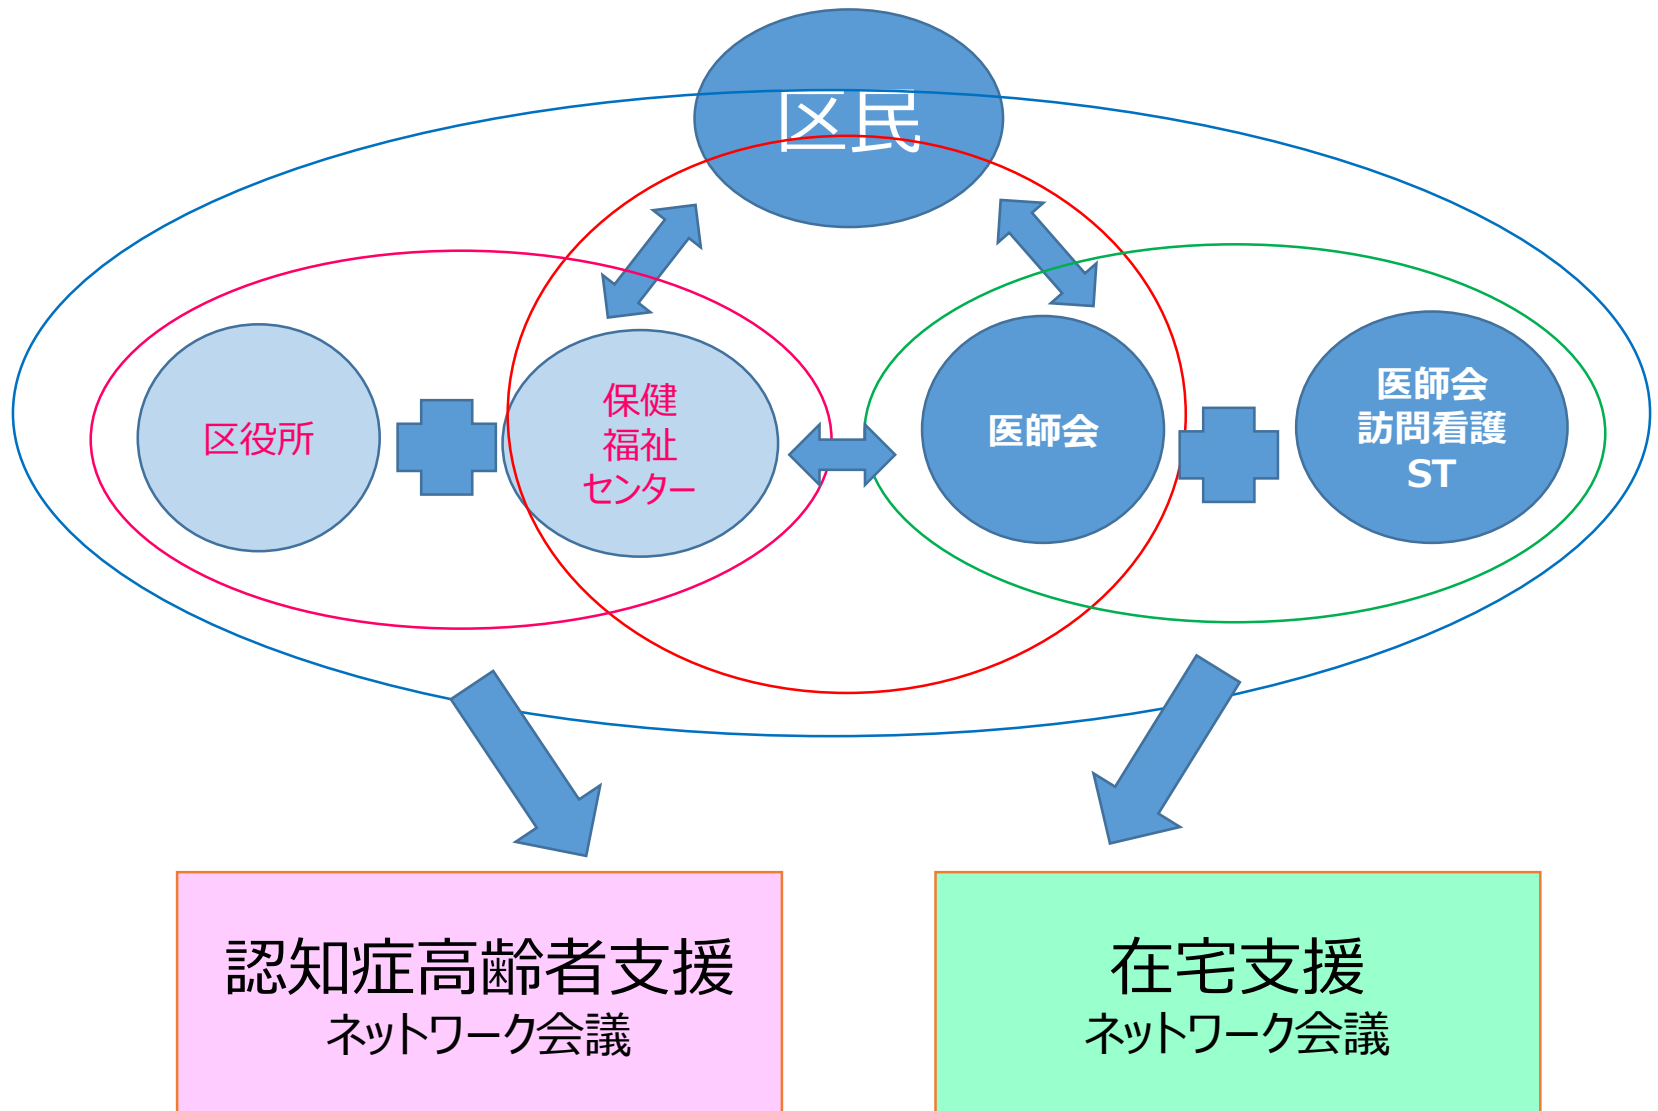 区民
区役所
保健
福祉
センター
医師会
医師会
訪問看護
ST
認知症高齢者支援
ネットワーク会議
在宅支援
ネットワーク会議